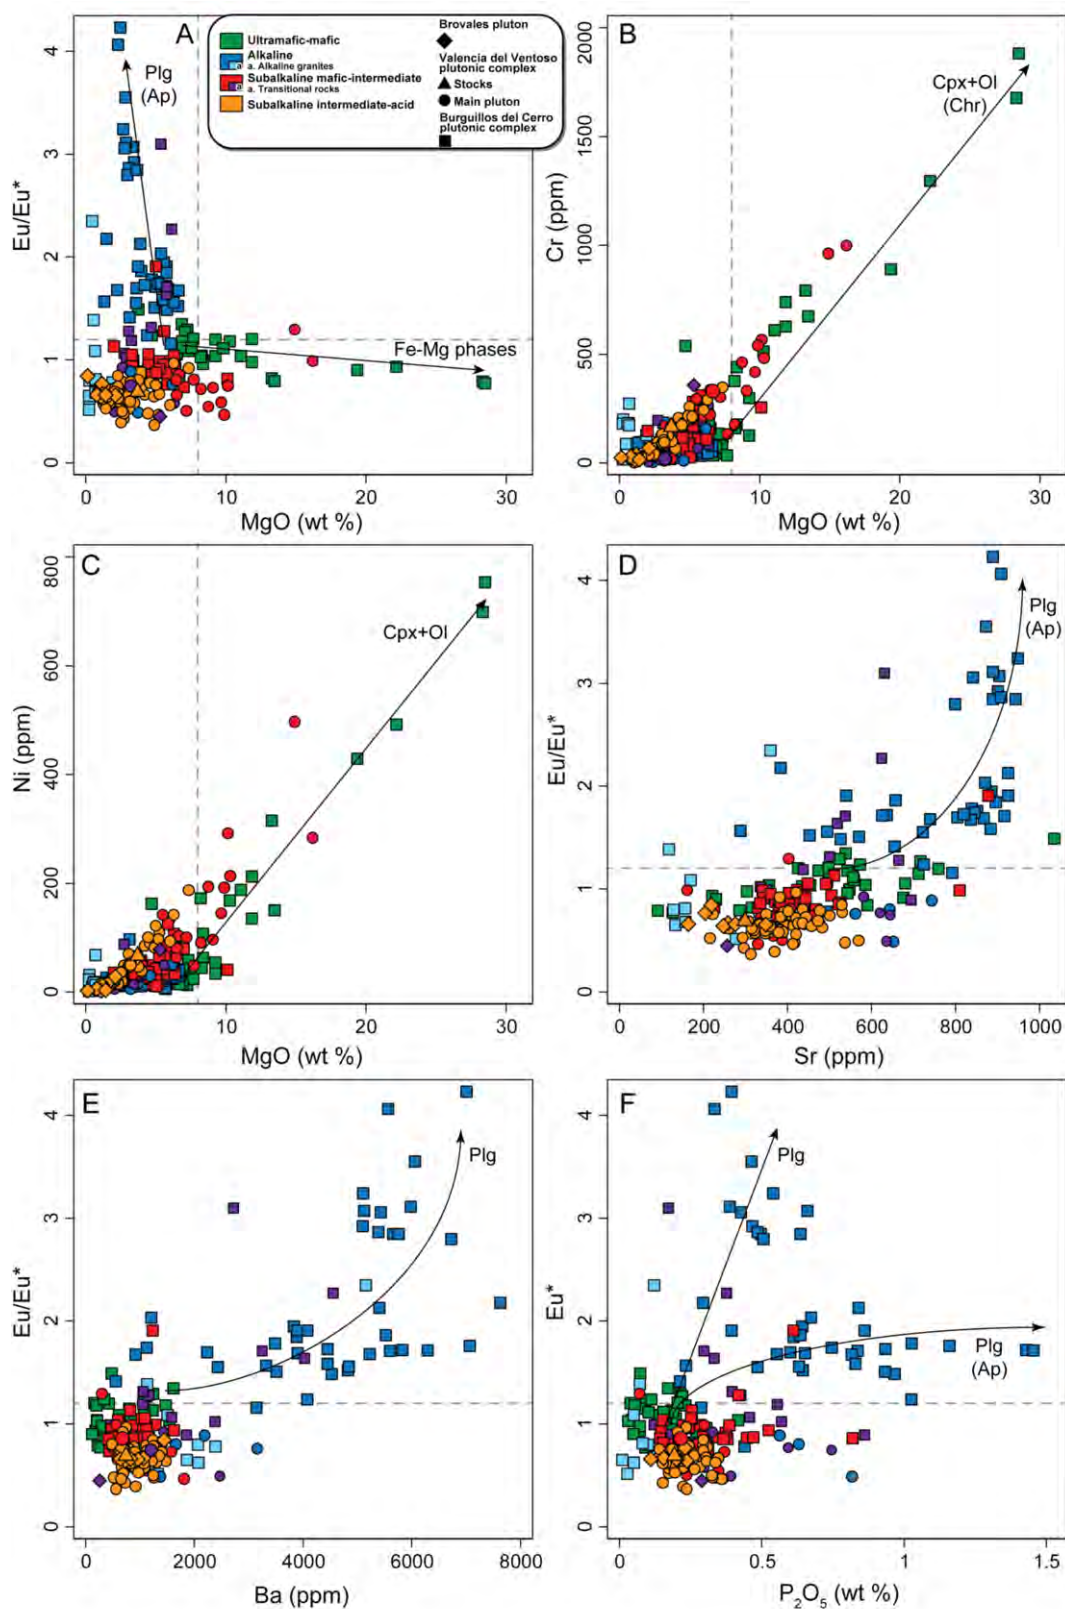 A
Ultramafic-mafic
Alkaline
a a. Alkaline granites
Subalkaline mafic-intermediate
a a. Transitional rocks
Subalkaline intermediate-acid
Brovales pluton
Valencia del Ventoso
plutonic complex
Stocks
Main pluton
Burguillos del Cerro
plutonic complex
Plg
(Ap)
Fe-Mg phases
Eu/Eu*
4
3
2
1
0
0 10 20 30
MgO (wt %)
B
Cpx+Ol
(Chr)
Cr (ppm)
2000
1500
1000
500
0
0 10 20 30
MgO (wt %)
C
Cpx+Ol
Ni (ppm)
800
600
400
200
0
0 10 20 30
MgO (wt %)
D
Plg
(Ap)
Eu/Eu*
4
3
2
1
0
0 200 400 600 800 1000
Sr (ppm)
E
Plg
Eu/Eu*
4
3
2
1
0
0 2000 4000 6000 8000
Ba (ppm)
F
Plg
Plg
(Ap)
Eu*
4
3
2
1
0
0 0.5 1 1.5
P₂O₅ (wt %)